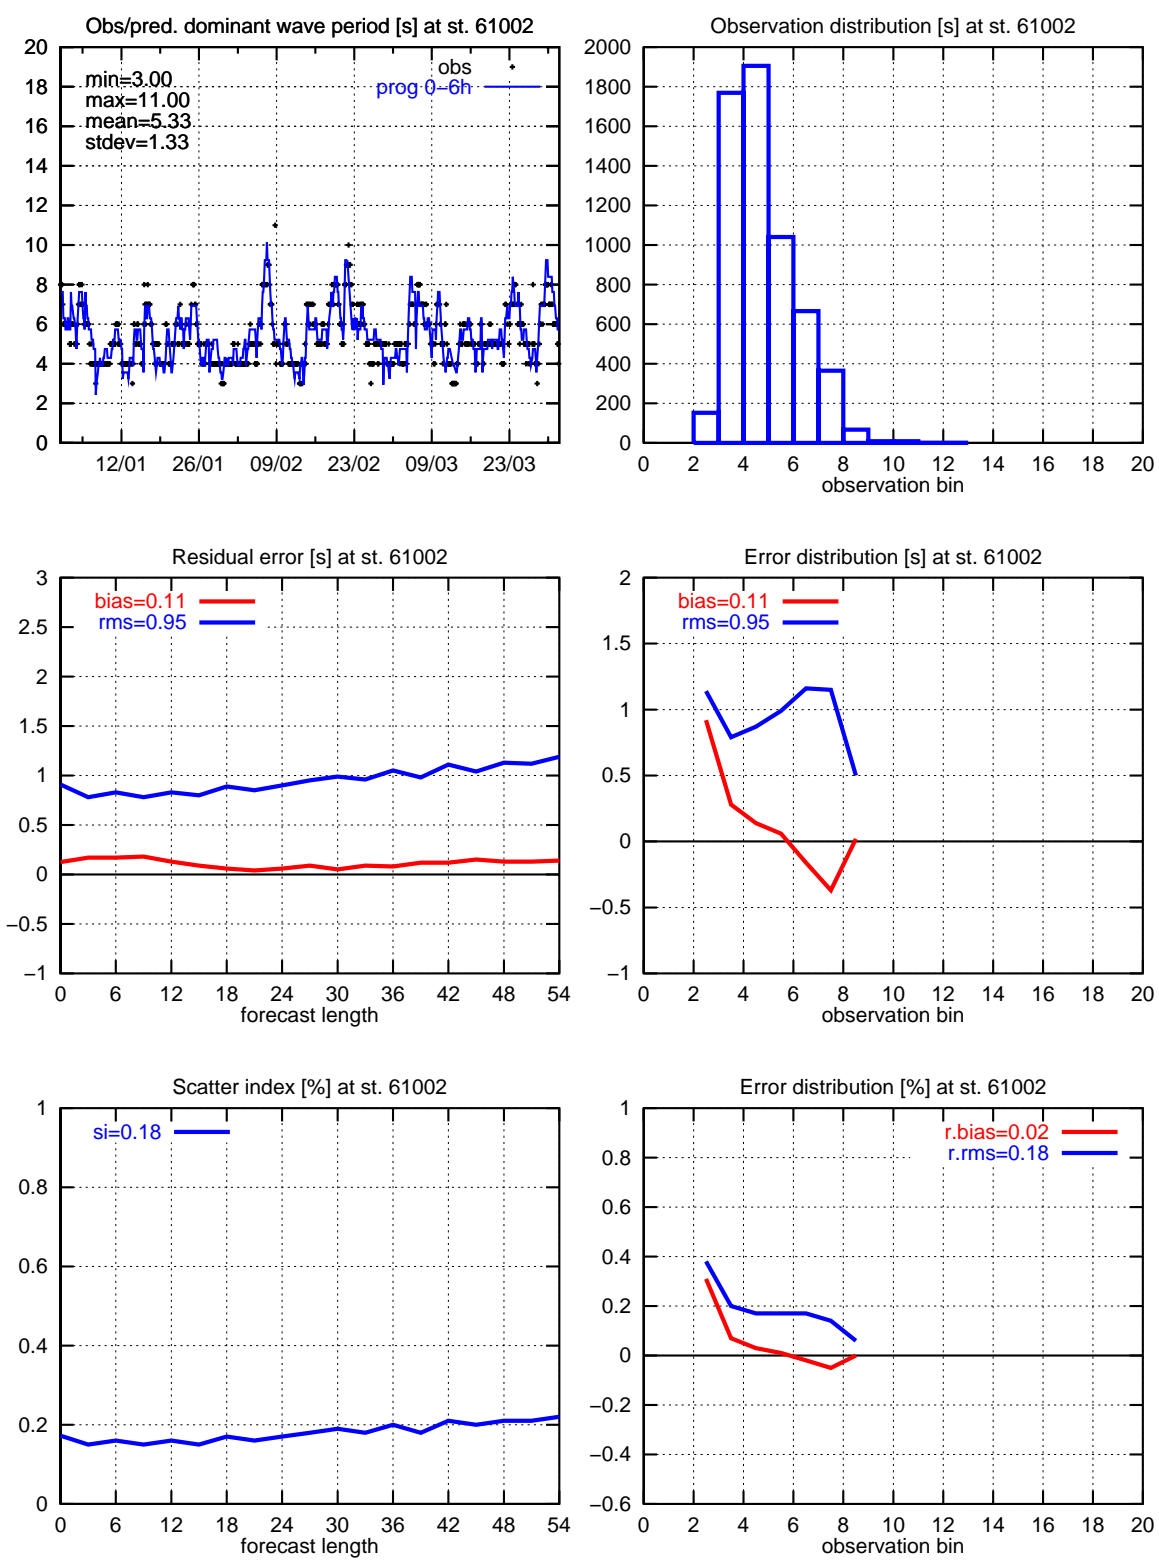 Obs/pred. dominant wave period [s] at st. 61002
20
18
16
14
12
10
8
6
4
2
0
min=3.00
max=11.00
mean=5.33
stdev=1.33
obs
prog 0−6h
12/01 26/01 09/02 23/02 09/03 23/03
Observation distribution [s] at st. 61002
2000
1800
1600
1400
1200
1000
800
600
400
200
0
0 2 4 6 8 10 12 14 16 18 20
observation bin
Residual error [s] at st. 61002
3
2.5
2
1.5
1
0.5
0
−0.5
−1
bias=0.11
rms=0.95
0 6 12 18 24 30 36 42 48 54
forecast length
Error distribution [s] at st. 61002
2
1.5
1
0.5
0
−0.5
−1
bias=0.11
rms=0.95
0 2 4 6 8 10 12 14 16 18 20
observation bin
Scatter index [%] at st. 61002
1
0.8
0.6
0.4
0.2
0
si=0.18
0 6 12 18 24 30 36 42 48 54
forecast length
Error distribution [%] at st. 61002
1
0.8
0.6
0.4
0.2
0
−0.2
−0.4
−0.6
r.bias=0.02
r.rms=0.18
0 2 4 6 8 10 12 14 16 18 20
observation bin